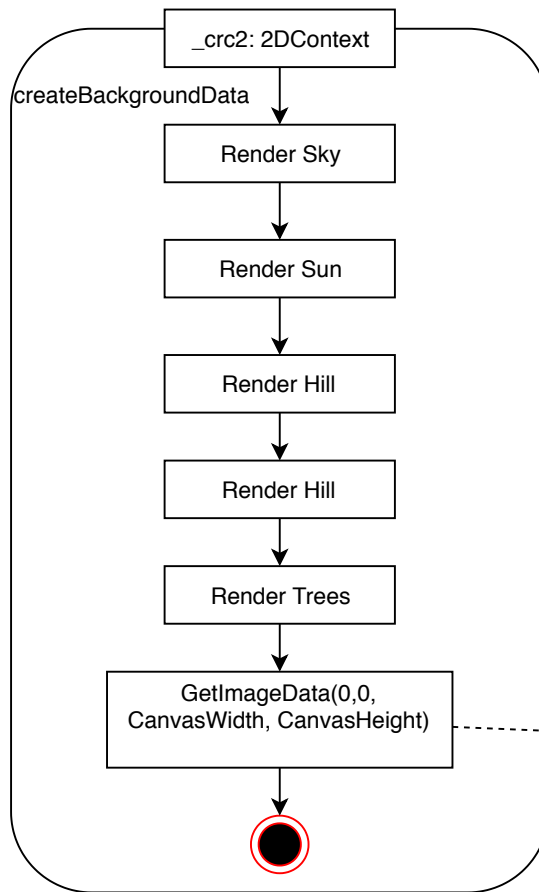 _crc2: 2DContext
createBackgroundData
Render Sky
Render Sun
Render Hill
Render Hill
Render Trees
GetImageData(0,0,
CanvasWidth, CanvasHeight)